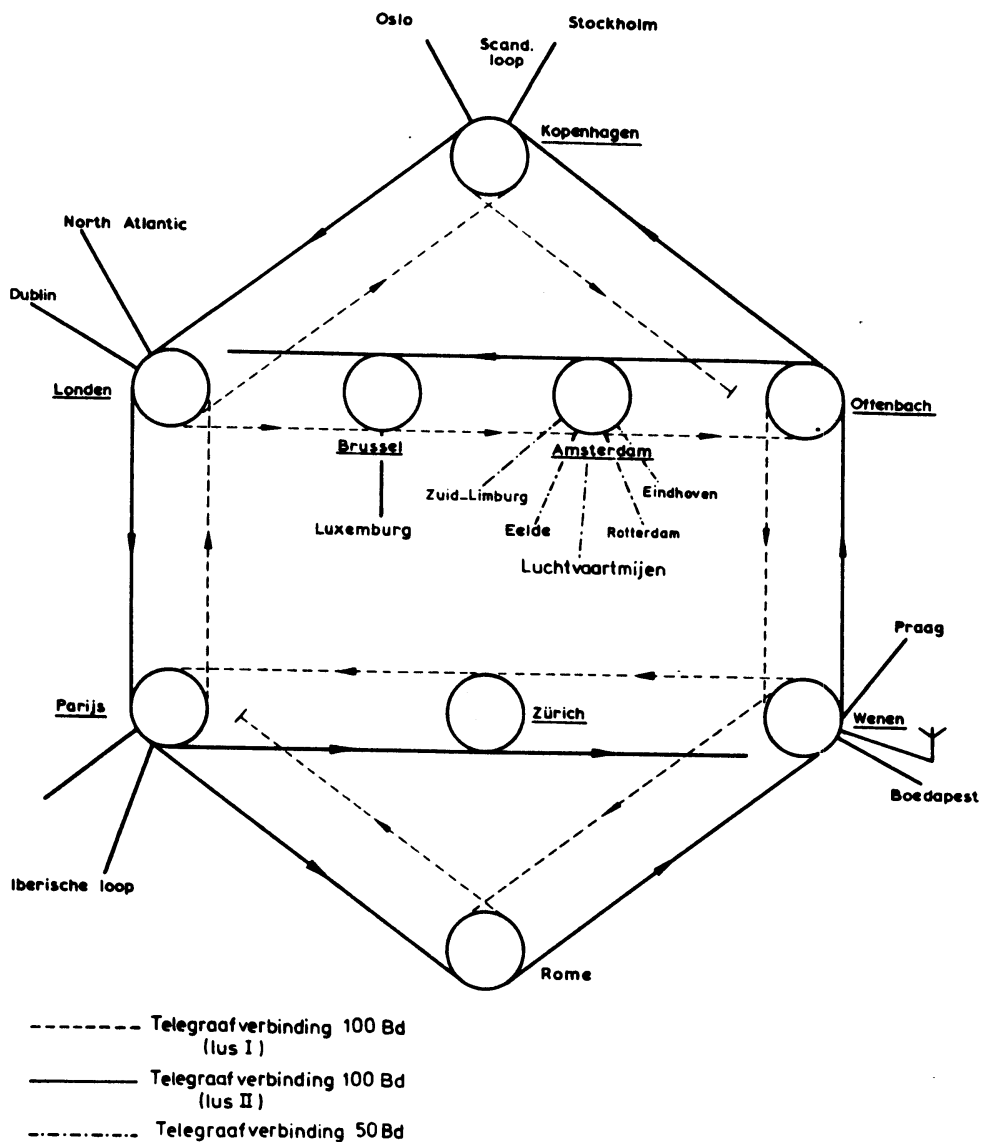 Oslo
Stockholm
Scand.
loop
Kopenhagen
North Atlantic
Dublin
Londen
Offenbach
Brussel
Amsterdam
Zuid-Limburg
Eindhoven
Luxemburg
Eelde
Rotterdam
Luchtvaartmijen
Praag
Parijs
Zürich
Wenen
Boedapest
Iberische loop
Rome
Telegraafverbinding 100 Bd
(lus I)
Telegraafverbinding 100 Bd
(lus II)
Telegraafverbinding 50 Bd